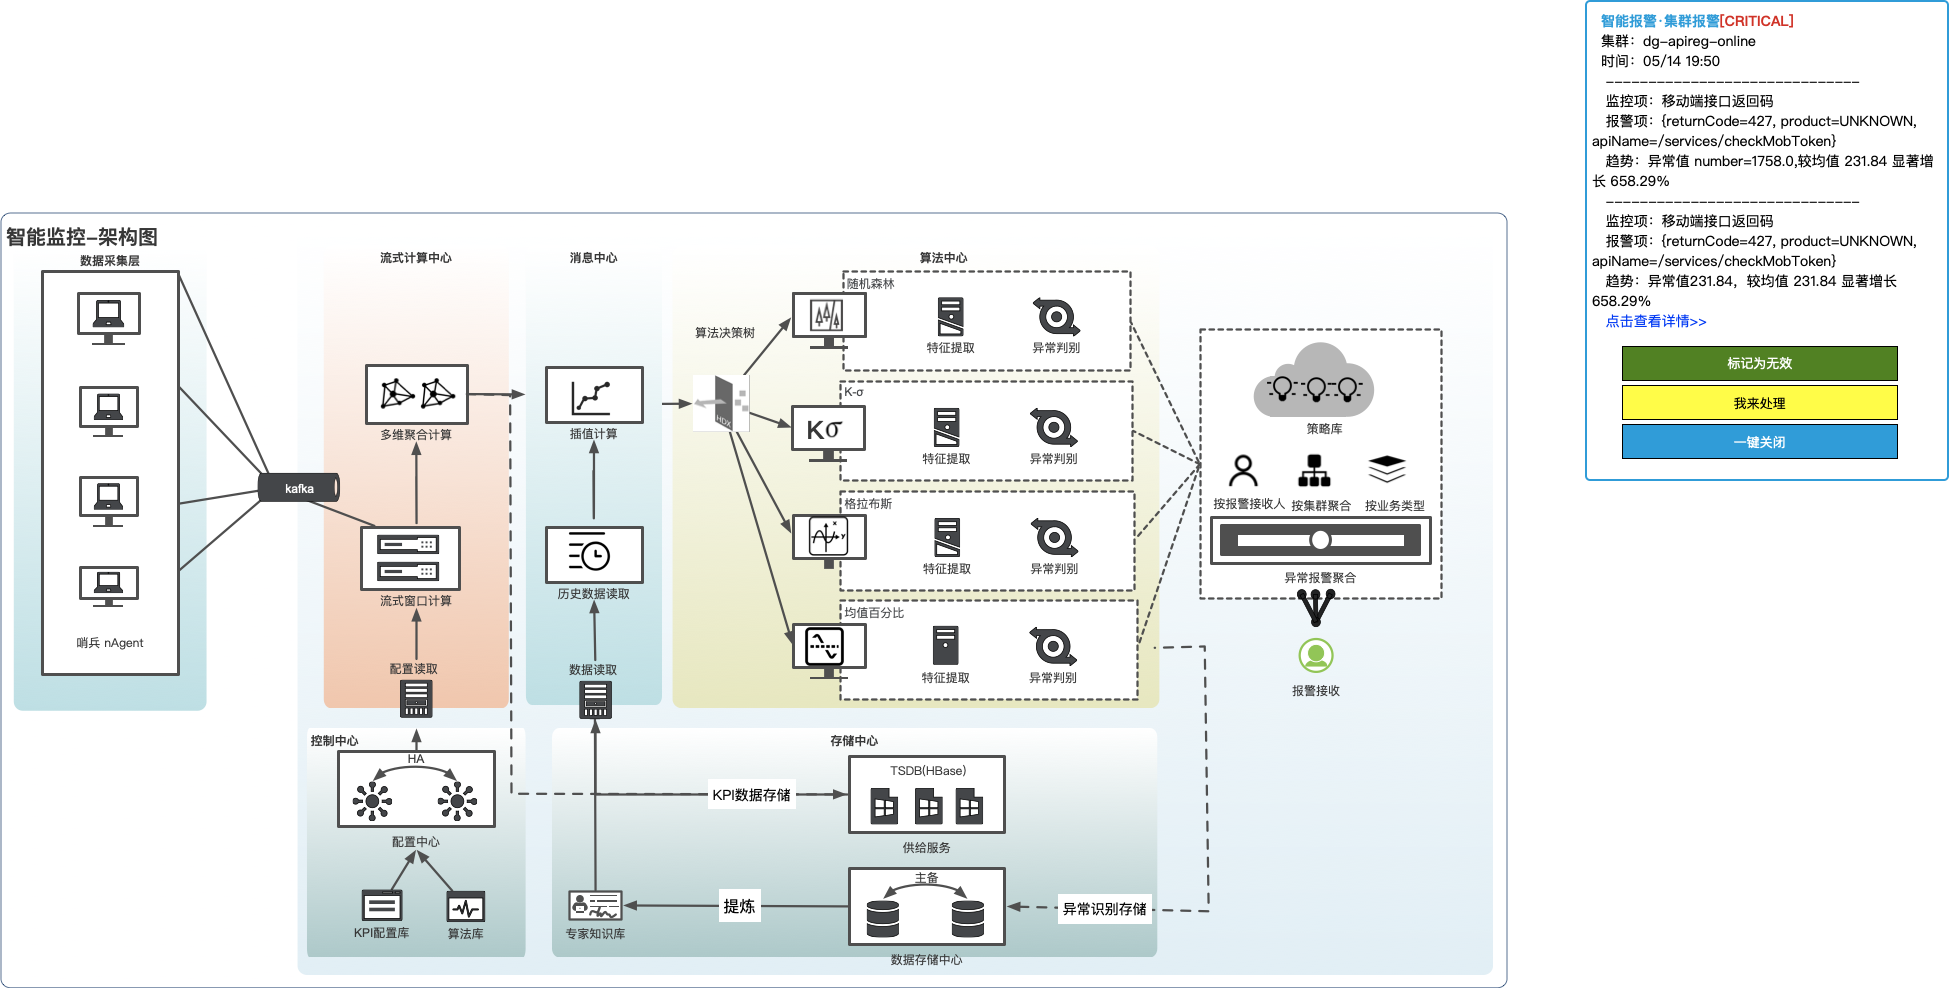 智能报警·集群报警[CRITICAL]
集群：dg-apireg-online
时间：05/14 19:50
------------------------------
监控项：移动端接口返回码
报警项：{returnCode=427, product=UNKNOWN,
apiName=/services/checkMobToken}
趋势：异常值 number=1758.0,较均值 231.84 显著增
长 658.29%
------------------------------
监控项：移动端接口返回码
报警项：{returnCode=427, product=UNKNOWN,
apiName=/services/checkMobToken}
趋势：异常值231.84，较均值 231.84 显著增长
658.29%
点击查看详情>>
标记为无效
我来处理
一键关闭
智能监控-架构图
数据采集层
哨兵 nAgent
kafka
流式计算中心
多维聚合计算
流式窗口计算
配置读取
消息中心
插值计算
历史数据读取
数据读取
算法中心
算法决策树
HDX
随机森林
特征提取
异常判别
K-σ
Kσ
特征提取
异常判别
格拉布斯
x
y
特征提取
异常判别
均值百分比
特征提取
异常判别
策略库
按报警接收人
按集群聚合
按业务类型
异常报警聚合
报警接收
控制中心
HA
配置中心
KPI配置库
算法库
存储中心
TSDB(HBase)
KPI数据存储
供给服务
主备
提炼
异常识别存储
专家知识库
数据存储中心